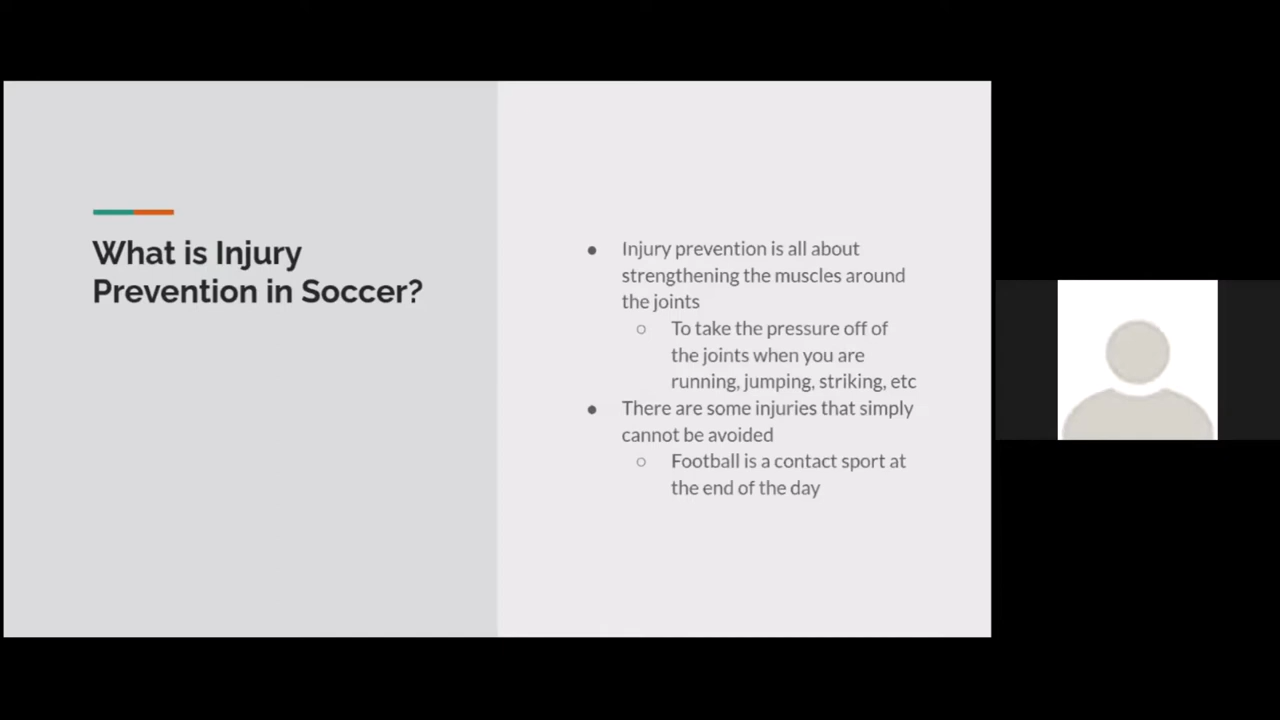 What is Injury
Prevention in Soccer?
● Injury prevention is all about
strengthening the muscles around
the joints
○ To take the pressure off of
the joints when you are
running, jumping, striking, etc
● There are some injuries that simply
cannot be avoided
○ Football is a contact sport at
the end of the day